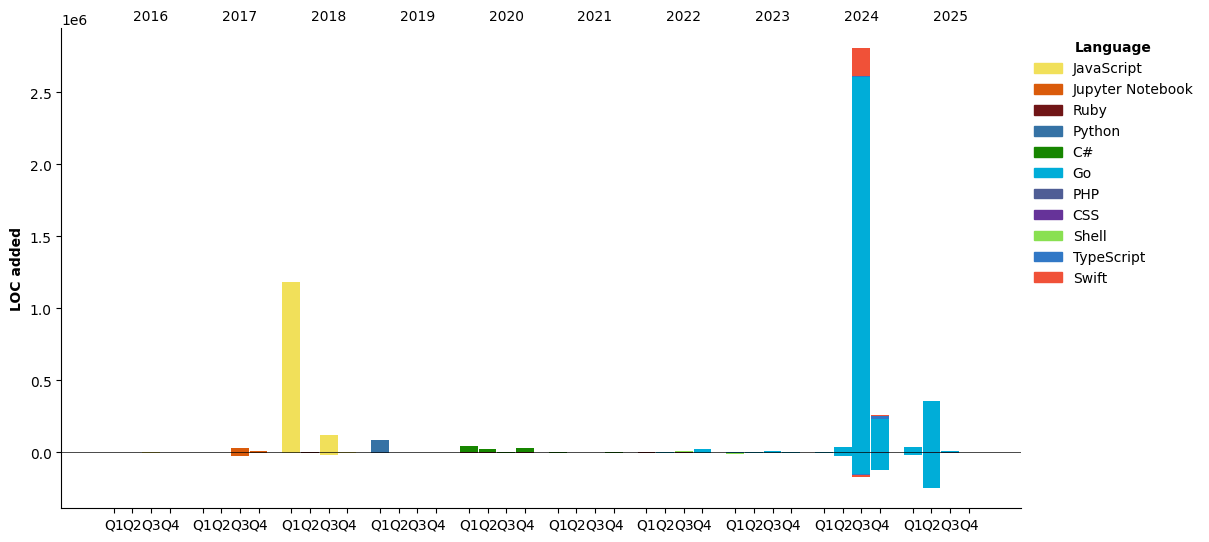 2016 2017 2018 2019 2020 2021 2022 2023 2024 2025
1e6
Language
JavaScript
Jupyter Notebook
Ruby
Python
C#
Go
PHP
CSS
Shell
TypeScript
Swift
LOC added
2.5
2.0
1.5
1.0
0.5
0.0
Q1Q2Q3Q4 Q1Q2Q3Q4 Q1Q2Q3Q4 Q1Q2Q3Q4 Q1Q2Q3Q4 Q1Q2Q3Q4 Q1Q2Q3Q4 Q1Q2Q3Q4 Q1Q2Q3Q4 Q1Q2Q3Q4